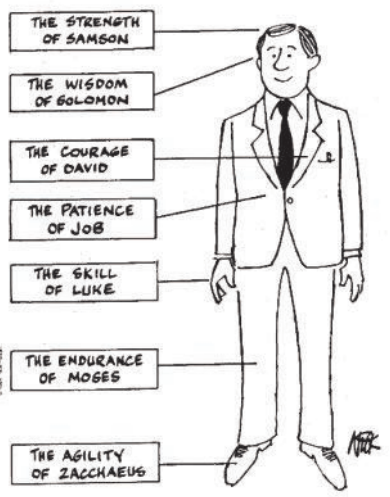 THE STRENGTH
OF SAMSON
THE WISDOM
OF SOLOMON
THE COURAGE
OF DAVID
THE PATIENCE
OF JOB
THE SKILL
OF LUKE
THE ENDURANCE
OF MOSES
THE AGILITY
OF ZACCHAEUS